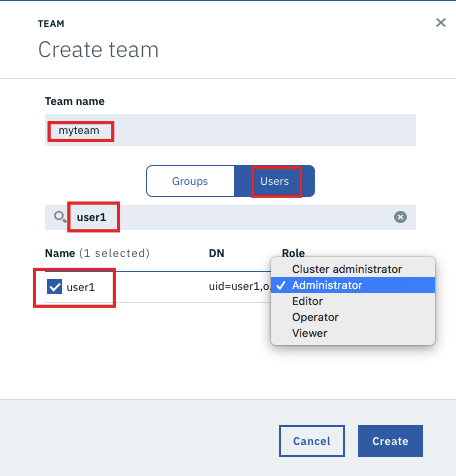 TEAM
Create team
Team name
myteam
Groups Users
user1
Name (1 selected) DN Role
Cluster administrator
user1 uid=user1,o. Administrator
Editor
Operator
Viewer
Cancel Create